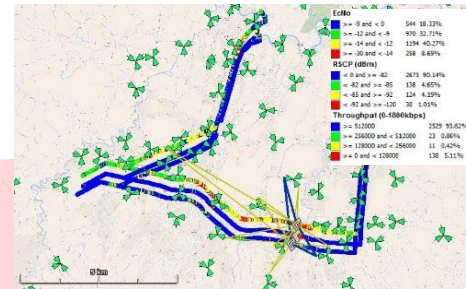 EcNo
>= -9 and < 0 544 18.33%
>= -12 and < -9 970 32.71%
>= -14 and < -12 1194 40.27%
>= -30 and < -14 258 8.69%
RSCP (dBm)
< 0 and >= -82 2673 90.14%
< -82 and >= -85 138 4.65%
< -85 and >= -92 124 4.19%
< -92 and >= -120 30 1.01%
Throughput (0-1800kbps)
>= 512000 2529 93.62%
>= 256000 and < 512000 23 0.86%
>= 128000 and < 256000 11 0.42%
>= 0 and < 128000 138 5.11%
5 km